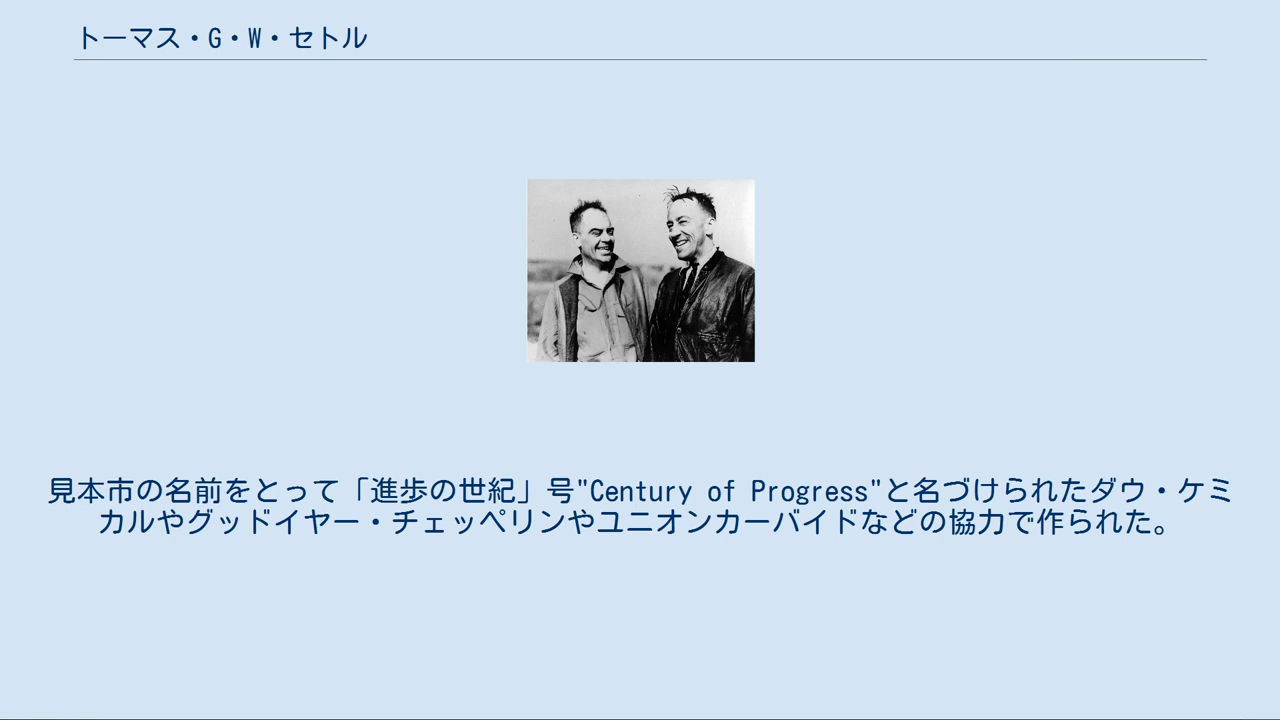 トーマス・G・W・セトル
見本市の名前をとって「進歩の世紀」号"Century of Progress"と名づけられたダウ・ケミ
カルやグッドイヤー・チェッペリンやユニオンカーバイドなどの協力で作られた。